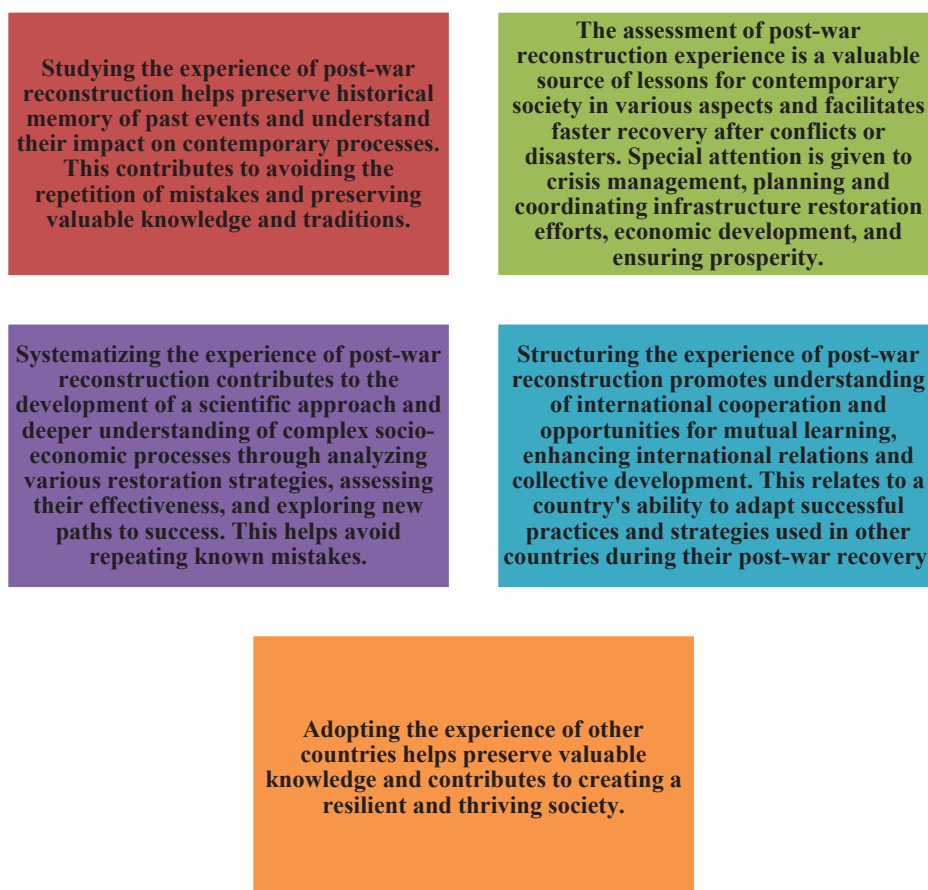 Studying the experience of post-war
reconstruction helps preserve historical
memory of past events and understand
their impact on contemporary processes.
This contributes to avoiding the
repetition of mistakes and preserving
valuable knowledge and traditions.
The assessment of post-war
reconstruction experience is a valuable
source of lessons for contemporary
society in various aspects and facilitates
faster recovery after conflicts or
disasters. Special attention is given to
crisis management, planning and
coordinating infrastructure restoration
efforts, economic development, and
ensuring prosperity.
Systematizing the experience of post-war
reconstruction contributes to the
development of a scientific approach and
deeper understanding of complex socio-
economic processes through analyzing
various restoration strategies, assessing
their effectiveness, and exploring new
paths to success. This helps avoid
repeating known mistakes.
Structuring the experience of post-war
reconstruction promotes understanding
of international cooperation and
opportunities for mutual learning,
enhancing international relations and
collective development. This relates to a
country's ability to adapt successful
practices and strategies used in other
countries during their post-war recovery
Adopting the experience of other
countries helps preserve valuable
knowledge and contributes to creating a
resilient and thriving society.